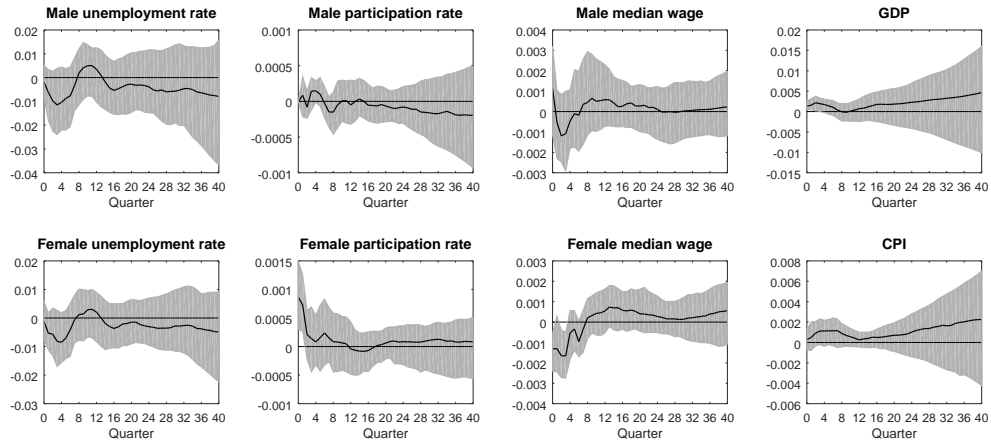 Male unemployment rate
0.02
0.01
0
-0.01
-0.02
-0.03
-0.04
0 4 8 12 16 20 24 28 32 36 40
Quarter
Male participation rate
0.001
0.0005
0
-0.0005
-0.001
0 4 8 12 16 20 24 28 32 36 40
Quarter
Male median wage
0.004
0.003
0.002
0.001
0
-0.001
-0.002
-0.003
0 4 8 12 16 20 24 28 32 36 40
Quarter
GDP
0.02
0.015
0.01
0.005
0
-0.005
-0.01
-0.015
0 4 8 12 16 20 24 28 32 36 40
Quarter
Female unemployment rate
0.02
0.01
0
-0.01
-0.02
-0.03
0 4 8 12 16 20 24 28 32 36 40
Quarter
Female participation rate
0.0015
0.001
0.0005
0
-0.0005
-0.001
0 4 8 12 16 20 24 28 32 36 40
Quarter
Female median wage
0.003
0.002
0.001
0
-0.001
-0.002
-0.003
-0.004
0 4 8 12 16 20 24 28 32 36 40
Quarter
CPI
0.008
0.006
0.004
0.002
0
-0.002
-0.004
-0.006
0 4 8 12 16 20 24 28 32 36 40
Quarter